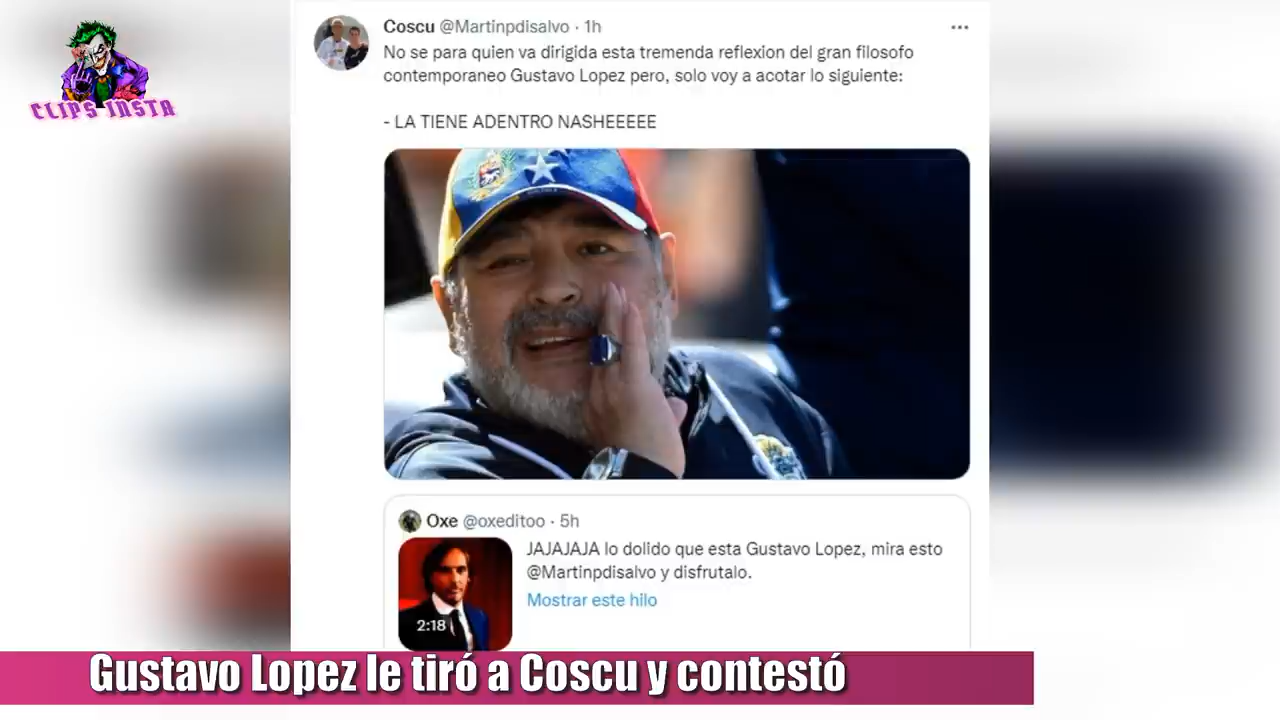 CLIPS INSTA
Coscu @Martinpdisalvo · 1h
No se para quien va dirigida esta tremenda reflexion del gran filosofo
contemporaneo Gustavo Lopez pero, solo voy a acotar lo siguiente:
- LA TIENE ADENTRO NASHEEEEE
Oxe @oxeditoo · 5h
JAJAJAJA lo dolido que esta Gustavo Lopez, mira esto
@Martinpdisalvo y disfrutalo.
Mostrar este hilo
2:18
Gustavo Lopez le tiró a Coscu y contestó